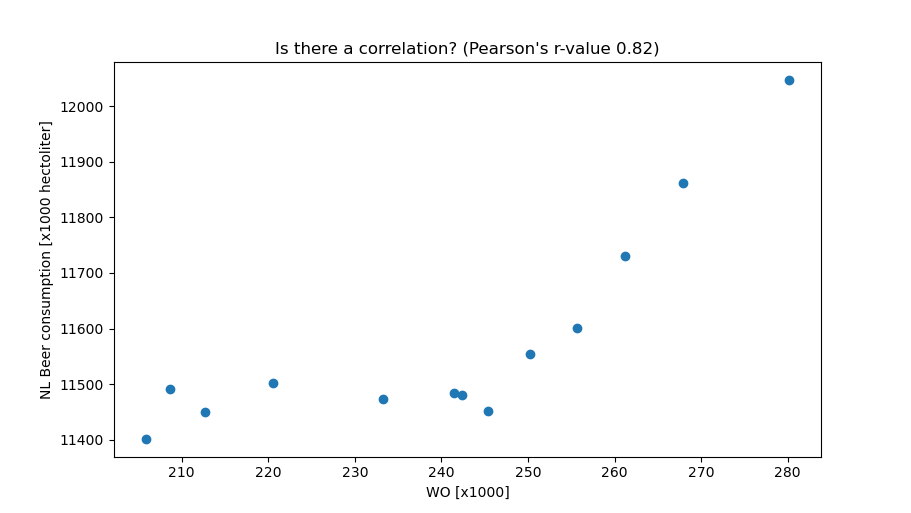 Is there a correlation? (Pearson's r-value 0.82)
NL Beer consumption [x1000 hectoliter]
12000
11900
11800
11700
11600
11500
11400
210 220 230 240 250 260 270 280
WO [x1000]